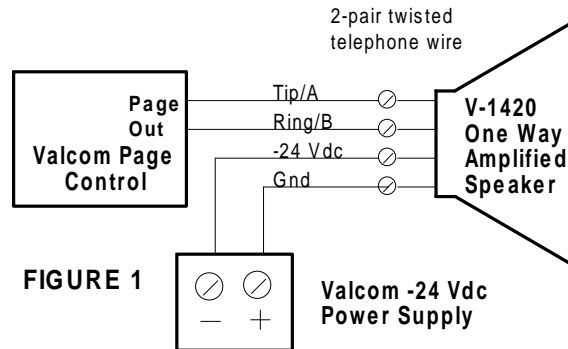 2-pair twisted
telephone wire
Page
Out
Valcom Page
Control
Tip/A
Ring/B
-24 Vdc
Gnd
V-1420
One Way
Amplified
Speaker
FIGURE 1
– +
Valcom -24 Vdc
Power Supply